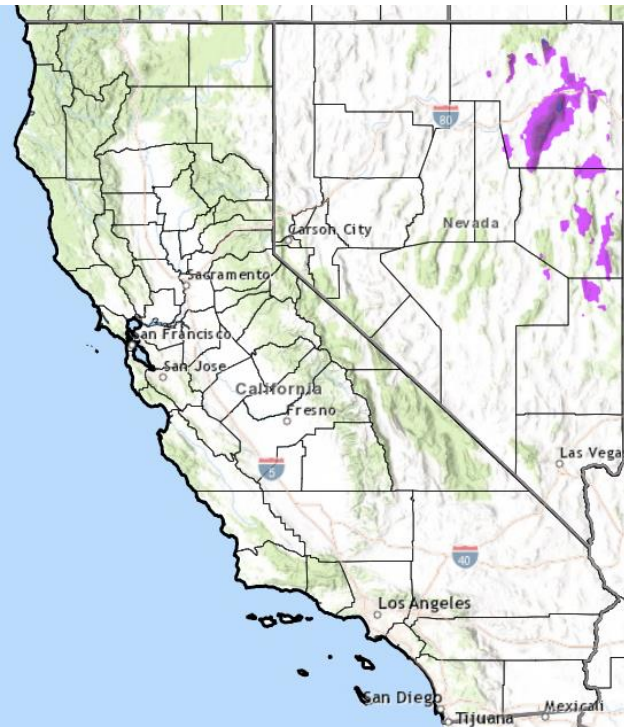 80
Nevada
Carson City
Sacramento
San Francisco
San Jose
California
Fresno
5
Las Vega
40
Los Angeles
San Diego
Tijuana
Mexicali